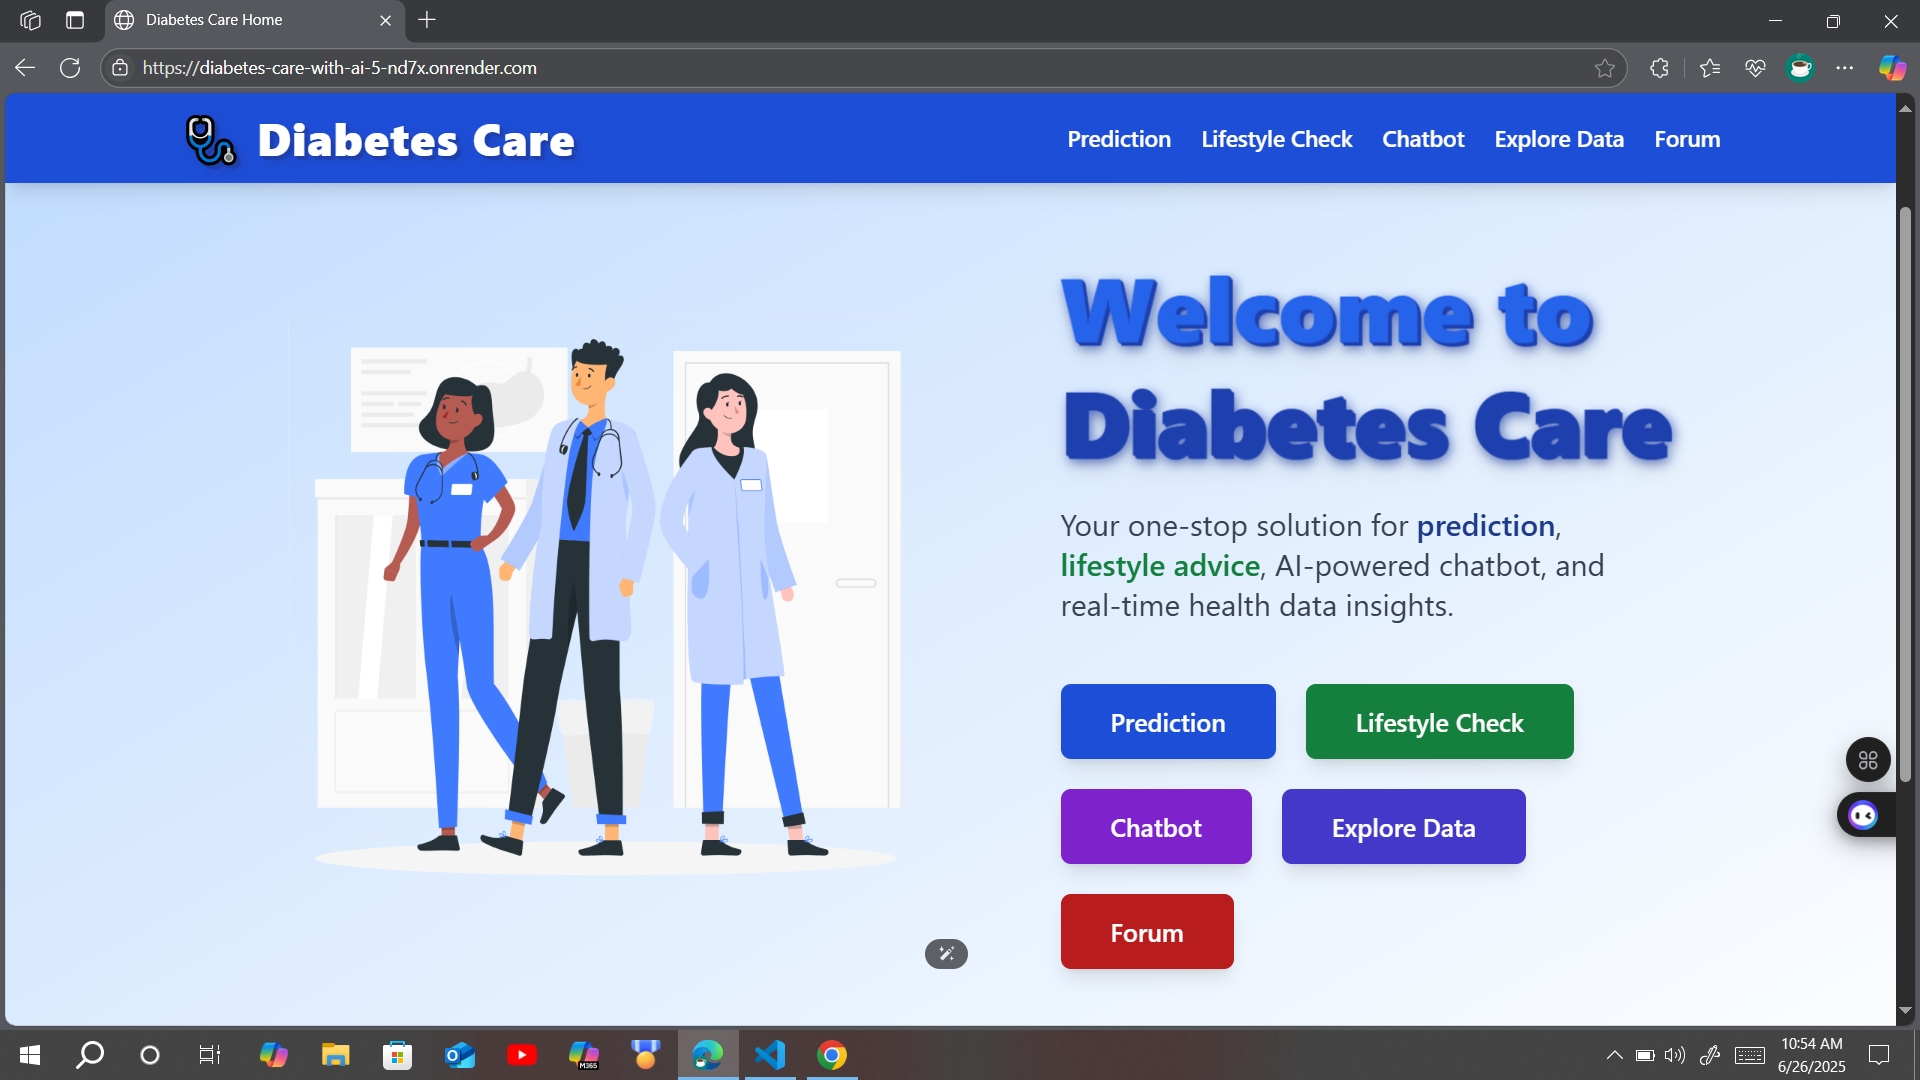 Diabetes Care Home
https://diabetes-care-with-ai-5-nd7x.onrender.com
Diabetes Care
Prediction Lifestyle Check Chatbot Explore Data Forum
Welcome to
Diabetes Care
Your one-stop solution for prediction,
lifestyle advice, AI-powered chatbot, and
real-time health data insights.
Prediction Lifestyle Check
Chatbot Explore Data
Forum
M365
10:54 AM
6/26/2025